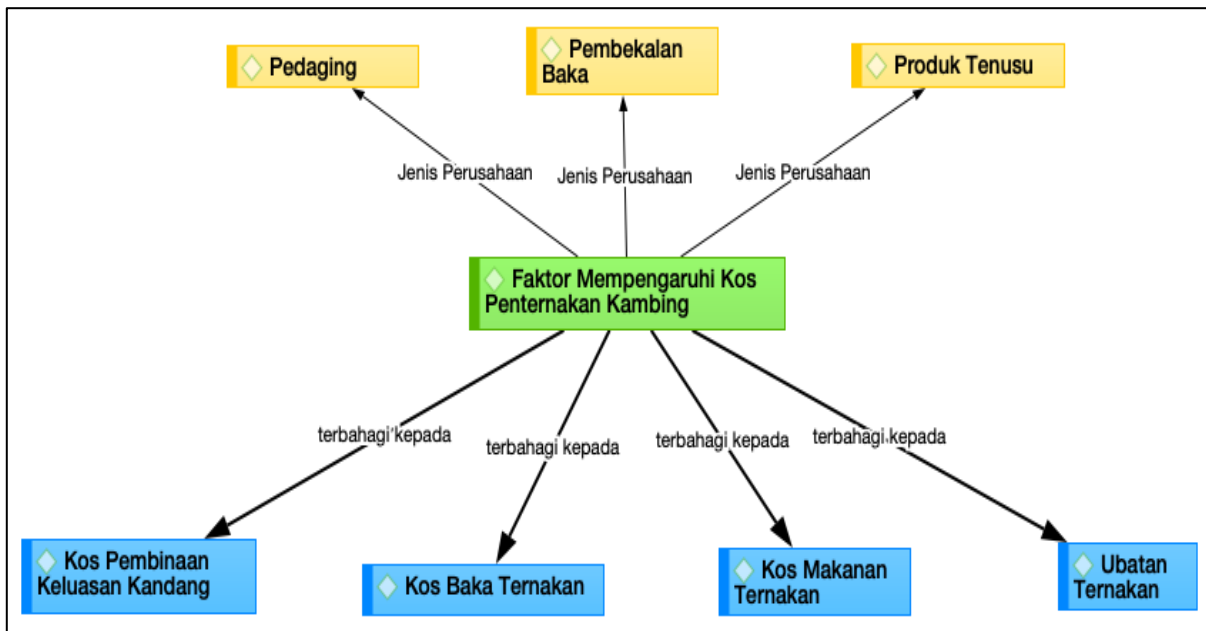 Pedaging
Pembekalan
Baka
Produk Tenusu
Jenis Perusahaan
Jenis Perusahaan
Jenis Perusahaan
Faktor Mempengaruhi Kos
Penternakan Kambing
terbahagi kepada
terbahagi kepada
terbahagi kepada
terbahagi kepada
Kos Pembinaan
Keluasan Kandang
Kos Baka Ternakan
Kos Makanan
Ternakan
Ubatan
Ternakan